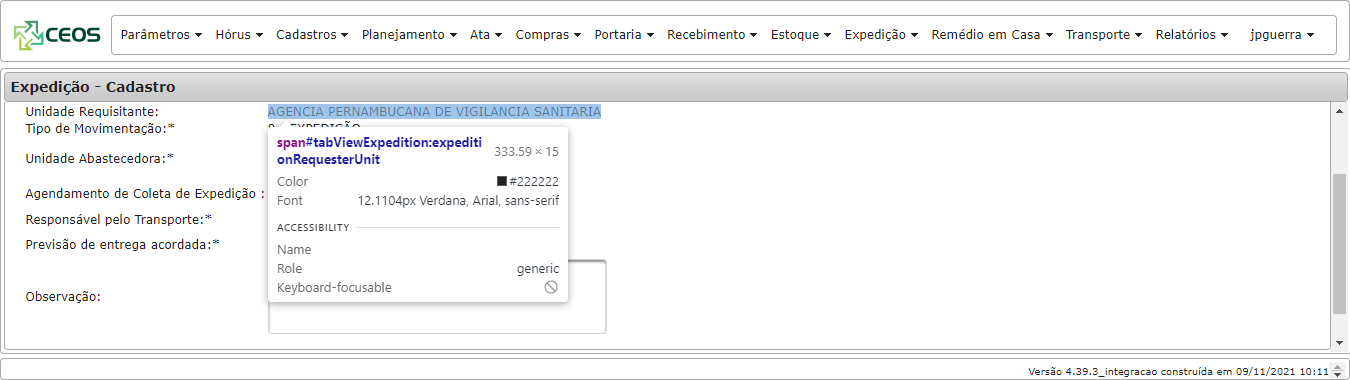 CEOS
Parâmetros Hórus Cadastros Planejamento Ata Compras Portaria Recebimento Estoque Expedição Remédio em Casa Transporte Relatórios jpguerra
Expedição - Cadastro
Unidade Requisitante: AGENCIA PERNAMBUCANA DE VIGILANCIA SANITARIA
Tipo de Movimentação:* EXPEDIÇÃO
span#tabViewExpedition:expediti
onRequesterUnit 333.59 × 15
Unidade Abastecedora:*
Color #222222
Agendamento de Coleta de Expedição :
Font 12.1104px Verdana, Arial, sans-serif
Responsável pelo Transporte:*
ACCESSIBILITY
Previsão de entrega acordada:*
Name
Role generic
Keyboard-focusable
Observação:
Versão 4.39.3_integracao construída em 09/11/2021 10:11